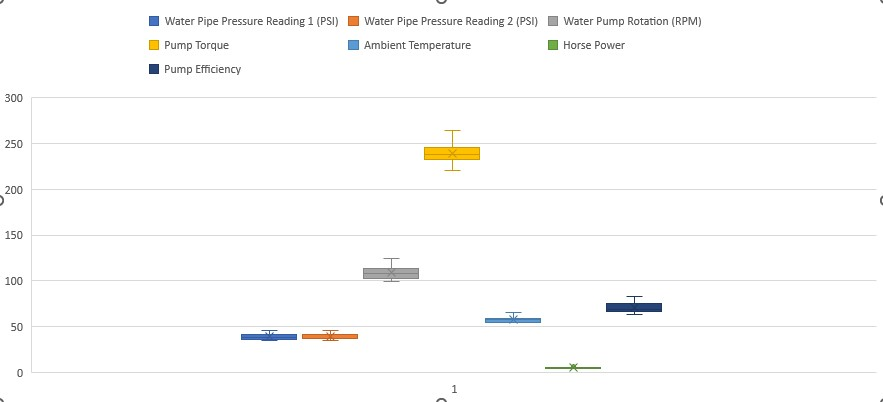 Water Pipe Pressure Reading 1 (PSI) Water Pipe Pressure Reading 2 (PSI) Water Pump Rotation (RPM)
Pump Torque Ambient Temperature Horse Power
Pump Efficiency
300
250
200
150
100
50
0
1